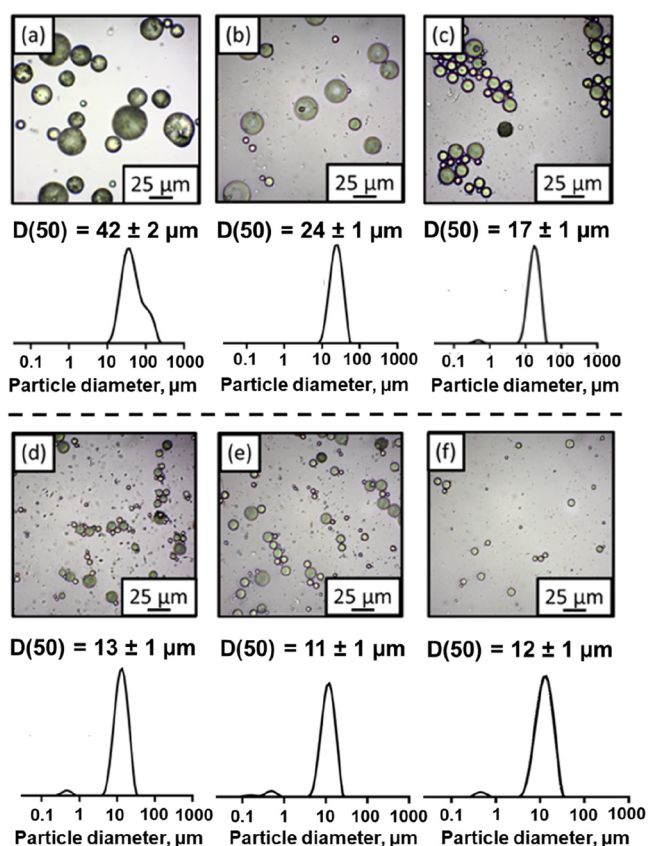 (a) (b) (c)
25 µm 25 µm 25 µm
D(50) = 42 ± 2 µm D(50) = 24 ± 1 µm D(50) = 17 ± 1 µm
0.1 1 10 100 1000 0.1 1 10 100 1000 0.1 1 10 100 1000
Particle diameter, µm Particle diameter, µm Particle diameter, µm
(d) (e) (f)
25 µm 25 µm 25 µm
D(50) = 13 ± 1 µm D(50) = 11 ± 1 µm D(50) = 12 ± 1 µm
0.1 1 10 100 1000 0.1 1 10 100 1000 0.1 1 10 100 1000
Particle diameter, µm Particle diameter, µm Particle diameter, µm